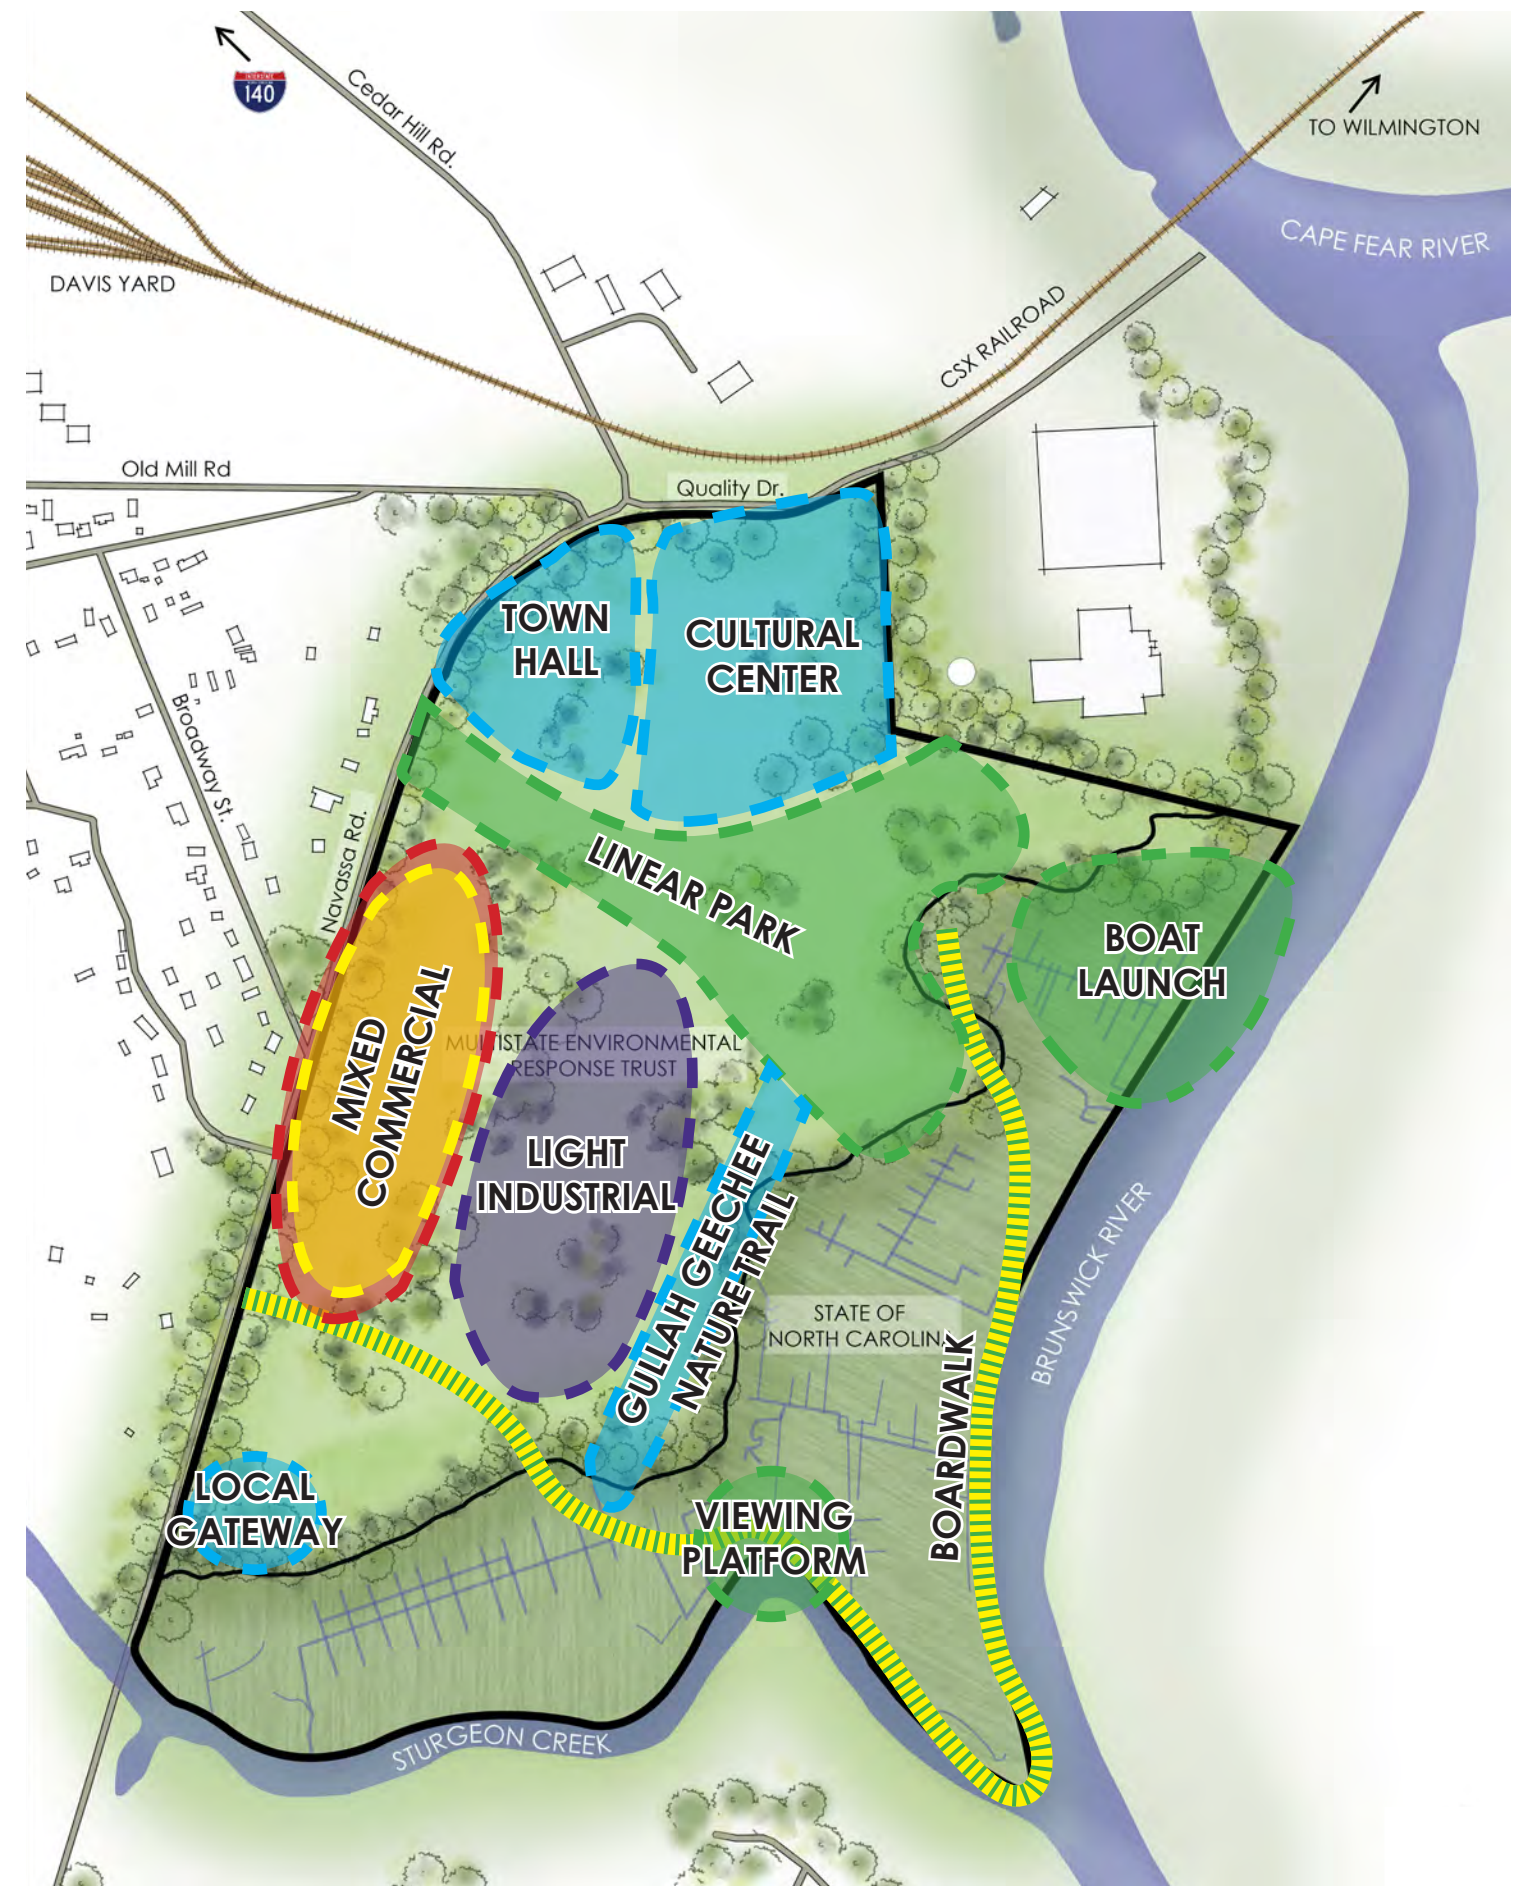 INTERSTATE
140
Cedar Hill Rd.
TO WILMINGTON
CAPE FEAR RIVER
DAVIS YARD
CSX RAILROAD
Old Mill Rd
Quality Dr.
TOWN
HALL
CULTURAL
CENTER
Broadway St.
Navassa Rd.
LINEAR PARK
BOAT
LAUNCH
MIXED
COMMERCIAL
MULTISTATE ENVIRONMENTAL
RESPONSE TRUST
LIGHT
INDUSTRIAL
GULLAH GEECHEE
NATURE TRAIL
STATE OF
NORTH CAROLIN
BRUNSWICK RIVER
BOARDWALK
LOCAL
GATEWAY
VIEWING
PLATFORM
STURGEON CREEK